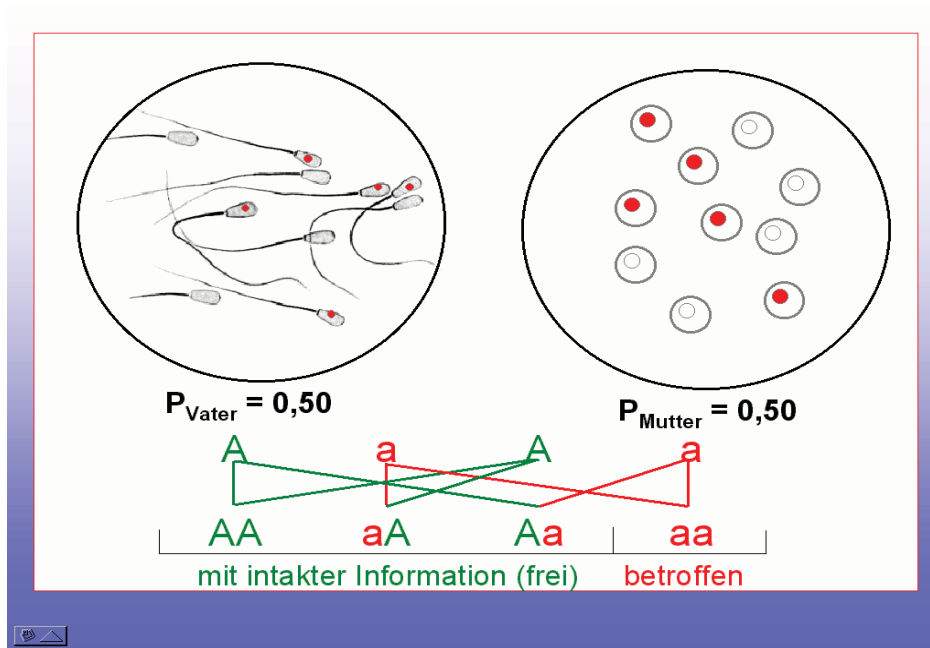 P Vater = 0,50
P Mutter = 0,50
A a A a
AA aA Aa aa
mit intakter Information (frei) betroffen